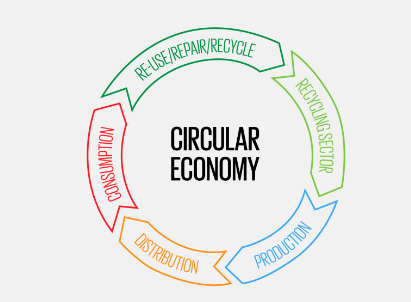 RE-USE/REPAIR/RECYCLE
RECYCLING SECTOR
PRODUCTION
DISTRIBUTION
CONSUMPTION
CIRCULAR
ECONOMY